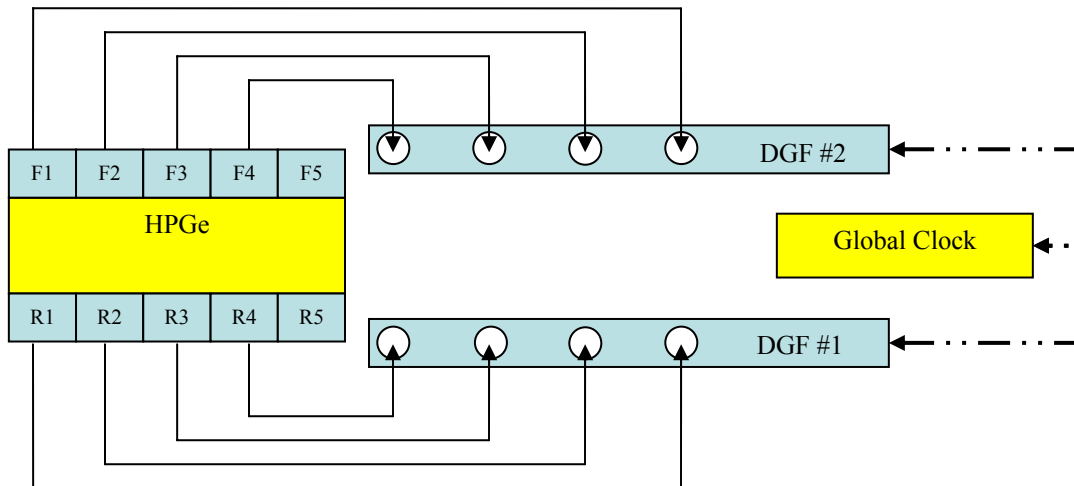 DGF #2
F1 F2 F3 F4 F5
HPGe
Global Clock
R1 R2 R3 R4 R5
DGF #1